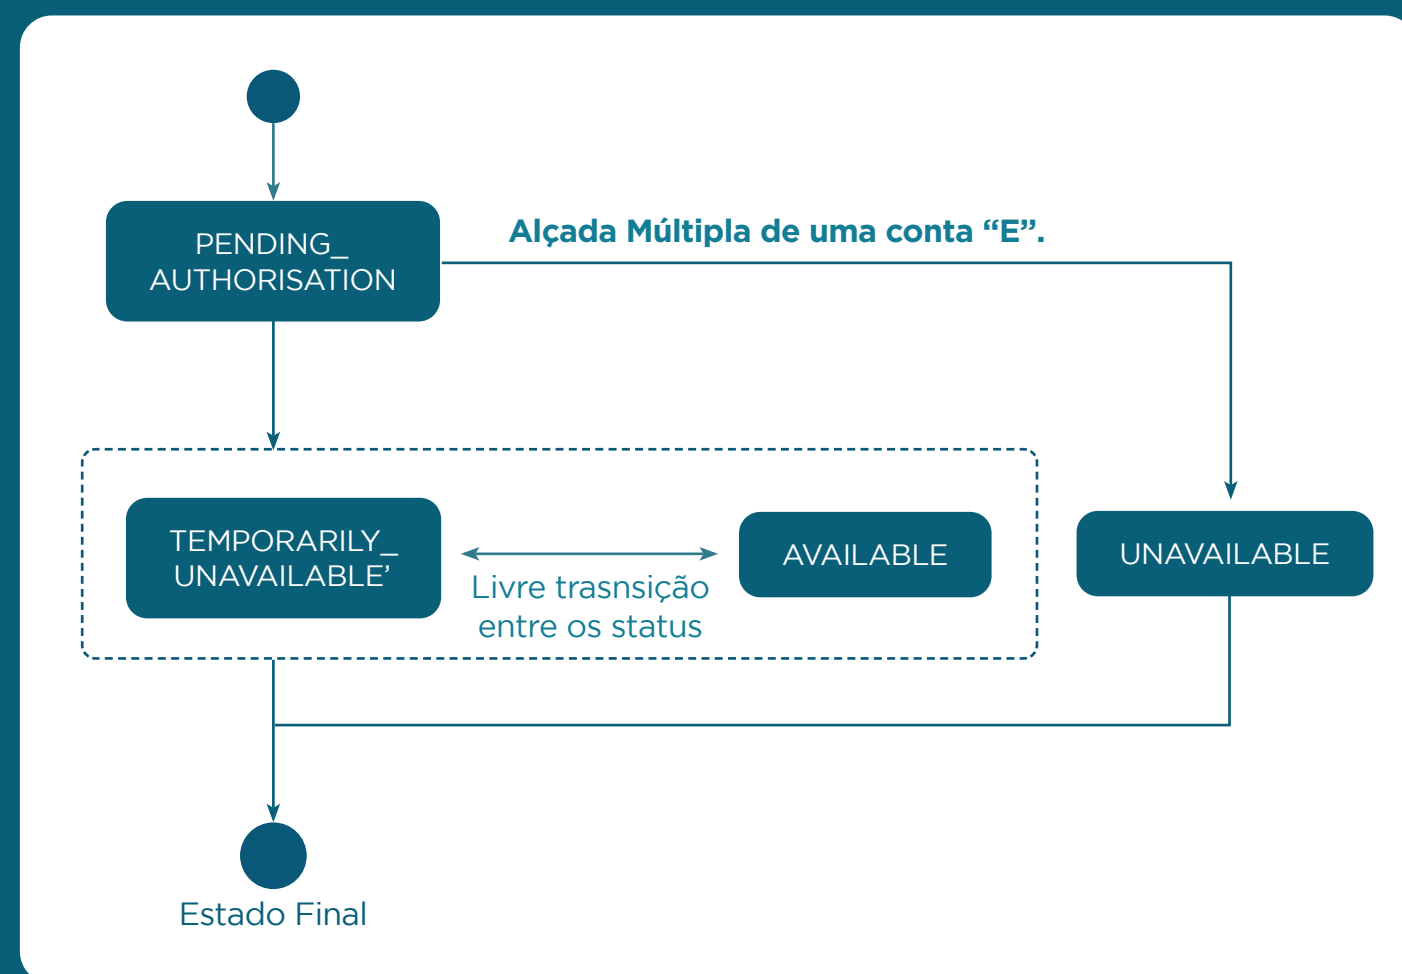 PENDING_
AUTHORISATION
Alçada Múltipla de uma conta “E”.
TEMPORARILY_
UNAVAILABLE’
Livre trasnsição
entre os status
AVAILABLE
UNAVAILABLE
Estado Final